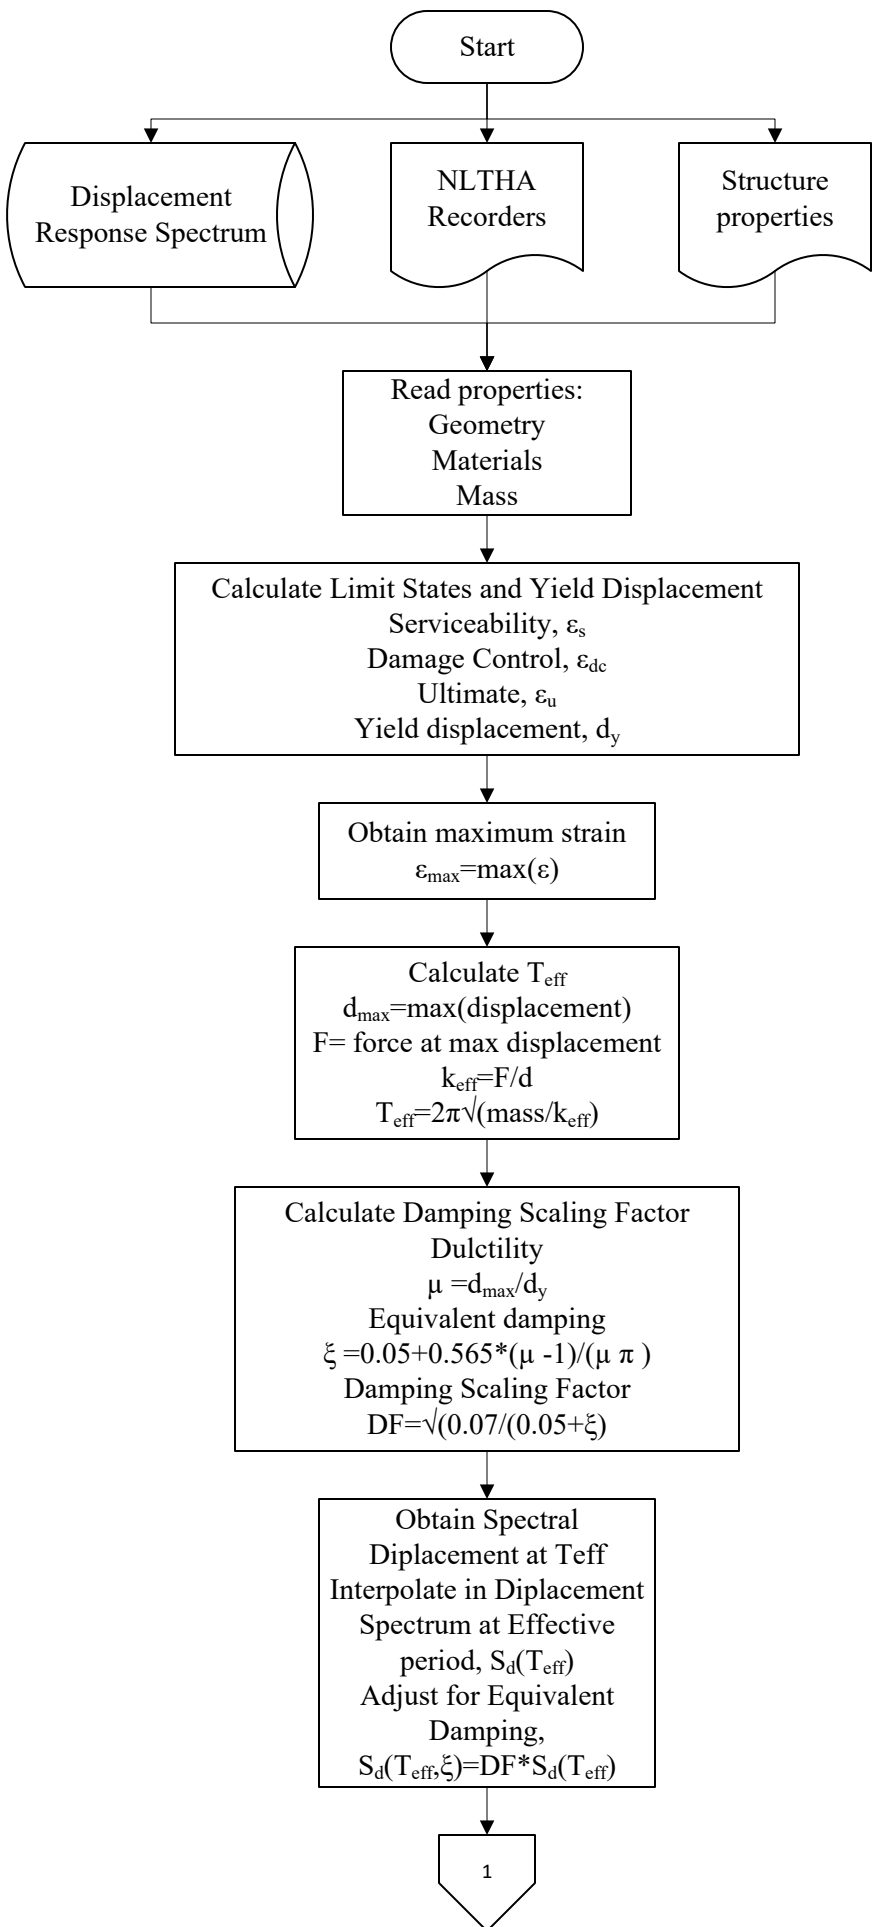 Start
Displacement
Response Spectrum
NLTHA
Recorders
Structure
properties
Read properties:
Geometry
Materials
Mass
Calculate Limit States and Yield Displacement
Serviceability, εs
Damage Control, εdc
Ultimate, εu
Yield displacement, dy
Obtain maximum strain
εmax=max(ε)
Calculate Teff
dmax=max(displacement)
F= force at max displacement
keff=F/d
Teff=2π√(mass/keff)
Calculate Damping Scaling Factor
Dulctility
μ =dmax/dy
Equivalent damping
ξ =0.05+0.565*(μ -1)/(μ π )
Damping Scaling Factor
DF=√(0.07/(0.05+ξ)
Obtain Spectral
Diplacement at Teff
Interpolate in Diplacement
Spectrum at Effective
period, Sd(Teff)
Adjust for Equivalent
Damping,
Sd(Teff,ξ)=DF*Sd(Teff)
1